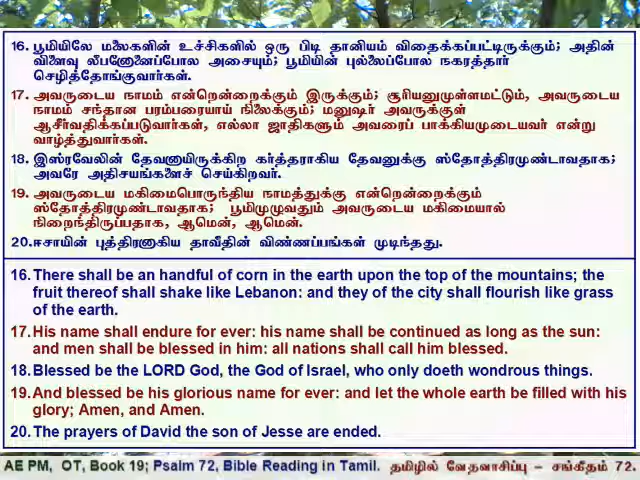 16. பூமியிலே மலைகளின் உச்சிகளில் ஒரு பிடி தானியம் விதைக்கப்பட்டிருக்கும்; அதின்
விளைவு லீபனோனைப்போல அசையும்; பூமியின் புல்லைப்போல நகரத்தார்
செழித்தோங்குவார்கள்.
17. அவருடைய நாமம் என்றென்றைக்கும் இருக்கும்; சூரியனுமுள்ளமட்டும், அவருடைய
நாமம் சந்தான பரம்பரையாய் நிலைக்கும்; மனுஷர் அவருக்குள்
ஆசீர்வதிக்கப்படுவார்கள், எல்லா ஜாதிகளும் அவரைப் பாக்கியமுடையவர் என்று
வாழ்த்துவார்கள்.
18. இஸ்ரவேலின் தேவனாயிருக்கிற கர்த்தராகிய தேவனுக்கு ஸ்தோத்திரமுண்டாவதாக;
அவரே அதிசயங்களைச் செய்கிறவர்.
19. அவருடைய மகிமைபொருந்திய நாமத்துக்கு என்றென்றைக்கும்
ஸ்தோத்திரமுண்டாவதாக; பூமிமுழுவதும் அவருடைய மகிமையால்
நிறைந்திருப்பதாக, ஆமென், ஆமென்.
20. ஈசாயின் புத்திரனாகிய தாவீதின் விண்ணப்பங்கள் முடிந்தது.
16. There shall be an handful of corn in the earth upon the top of the mountains; the
fruit thereof shall shake like Lebanon: and they of the city shall flourish like grass
of the earth.
17. His name shall endure for ever: his name shall be continued as long as the sun:
and men shall be blessed in him: all nations shall call him blessed.
18. Blessed be the LORD God, the God of Israel, who only doeth wondrous things.
19. And blessed be his glorious name for ever: and let the whole earth be filled with his
glory; Amen, and Amen.
20. The prayers of David the son of Jesse are ended.
AE PM, OT, Book 19; Psalm 72, Bible Reading in Tamil. தமிழில் வேதவாசிப்பு – சங்கீதம் 72.